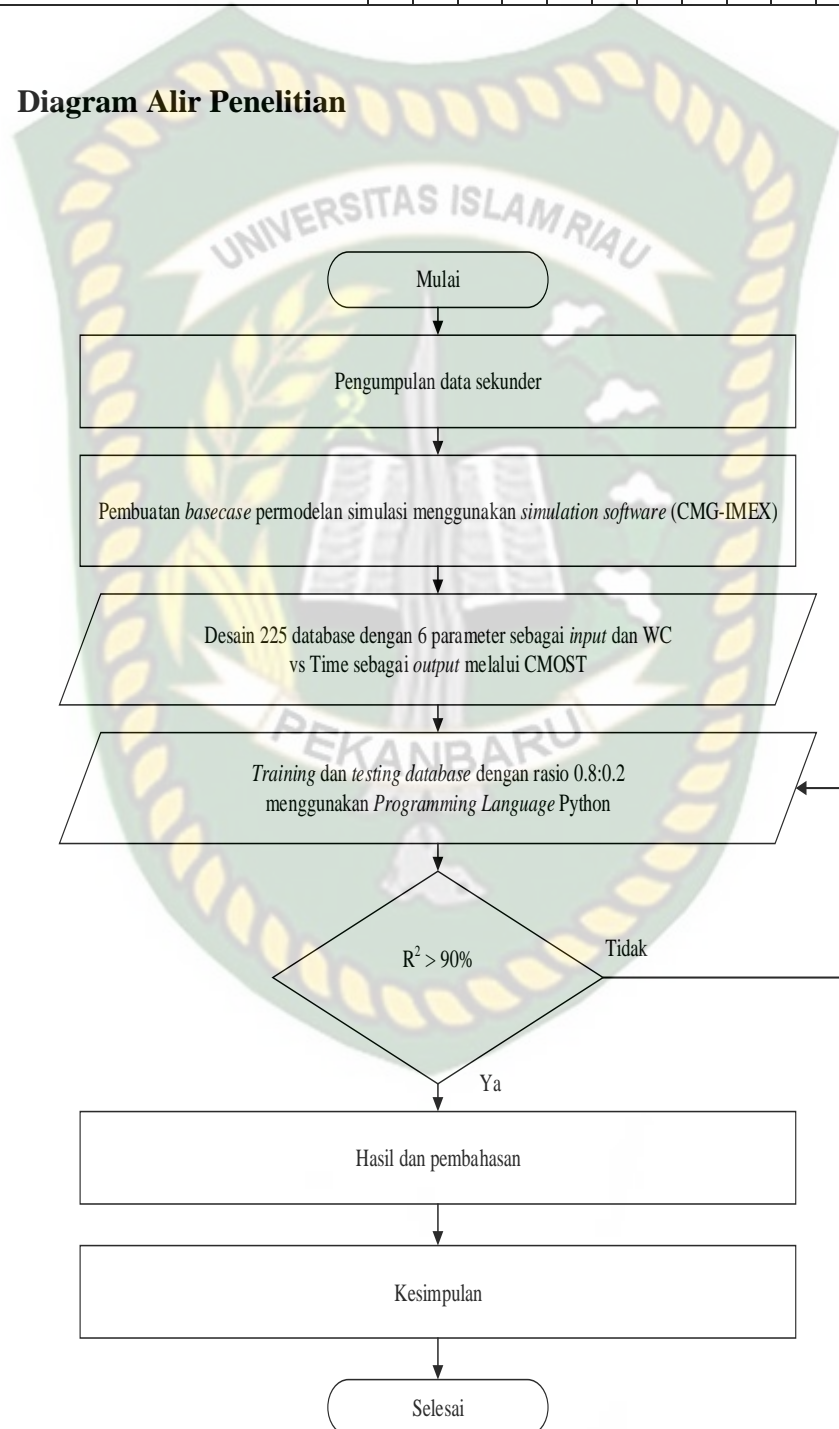 Diagram Alir Penelitian
UNIVERSITAS ISLAM RIAU
Mulai
Pengumpulan data sekunder
Pembuatan basecase permodelan simulasi menggunakan simulation software (CMG-IMEX)
Desain 225 database dengan 6 parameter sebagai input dan WC
vs Time sebagai output melalui CMOST
PEKANBARU
Training dan testing database dengan rasio 0.8:0.2
menggunakan Programming Language Python
R² > 90%
Tidak
Ya
Hasil dan pembahasan
Kesimpulan
Selesai